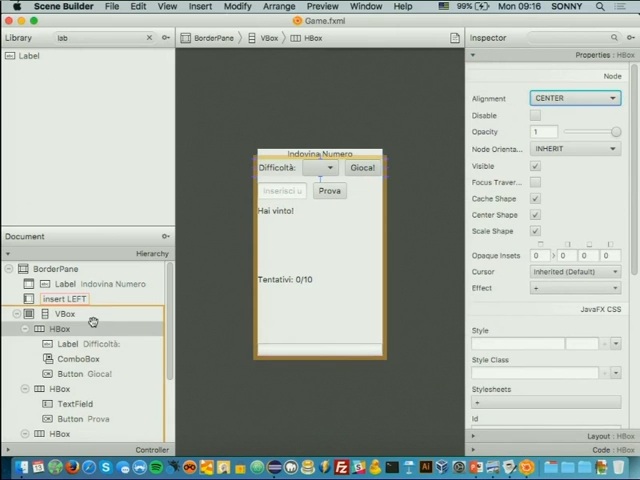 Scene Builder File Edit View Insert Modify Arrange Preview Window Help 99% Mon 09:16 SONNY
Game.fxml
Library lab
BorderPane VBox HBox
Inspector
Properties : HBox
Label
Node
Alignment CENTER
Disable
Opacity 1
Node Orienta... INHERIT
Visible
Focus Traver...
Cache Shape
Center Shape
Scale Shape
Opaque Insets 0 0 0 0
Cursor Inherited (Default)
Effect +
JavaFX CSS
Style
Style Class
Stylesheets
+
Id
Layout : HBox
Code : HBox
Indovina Numero
Difficoltà: Gioca!
Inserisci u Prova
Hai vinto!
Tentativi: 0/10
Document
Hierarchy
BorderPane
Label Indovina Numero
insert LEFT
VBox
HBox
Label Difficoltà:
ComboBox
Button Gioca!
HBox
TextField
Button Prova
HBox
Controller